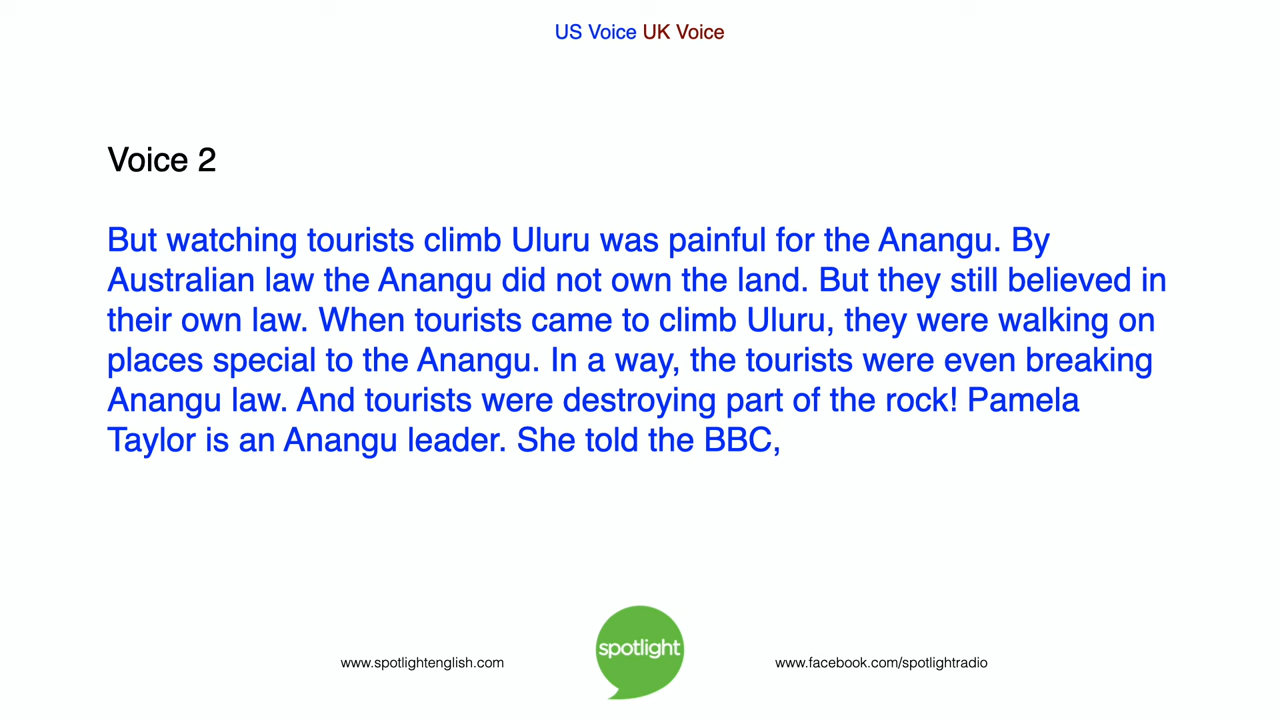 US Voice UK Voice
Voice 2
But watching tourists climb Uluru was painful for the Anangu. By
Australian law the Anangu did not own the land. But they still believed in
their own law. When tourists came to climb Uluru, they were walking on
places special to the Anangu. In a way, the tourists were even breaking
Anangu law. And tourists were destroying part of the rock! Pamela
Taylor is an Anangu leader. She told the BBC,
www.spotlightenglish.com
spotlight
www.facebook.com/spotlightradio